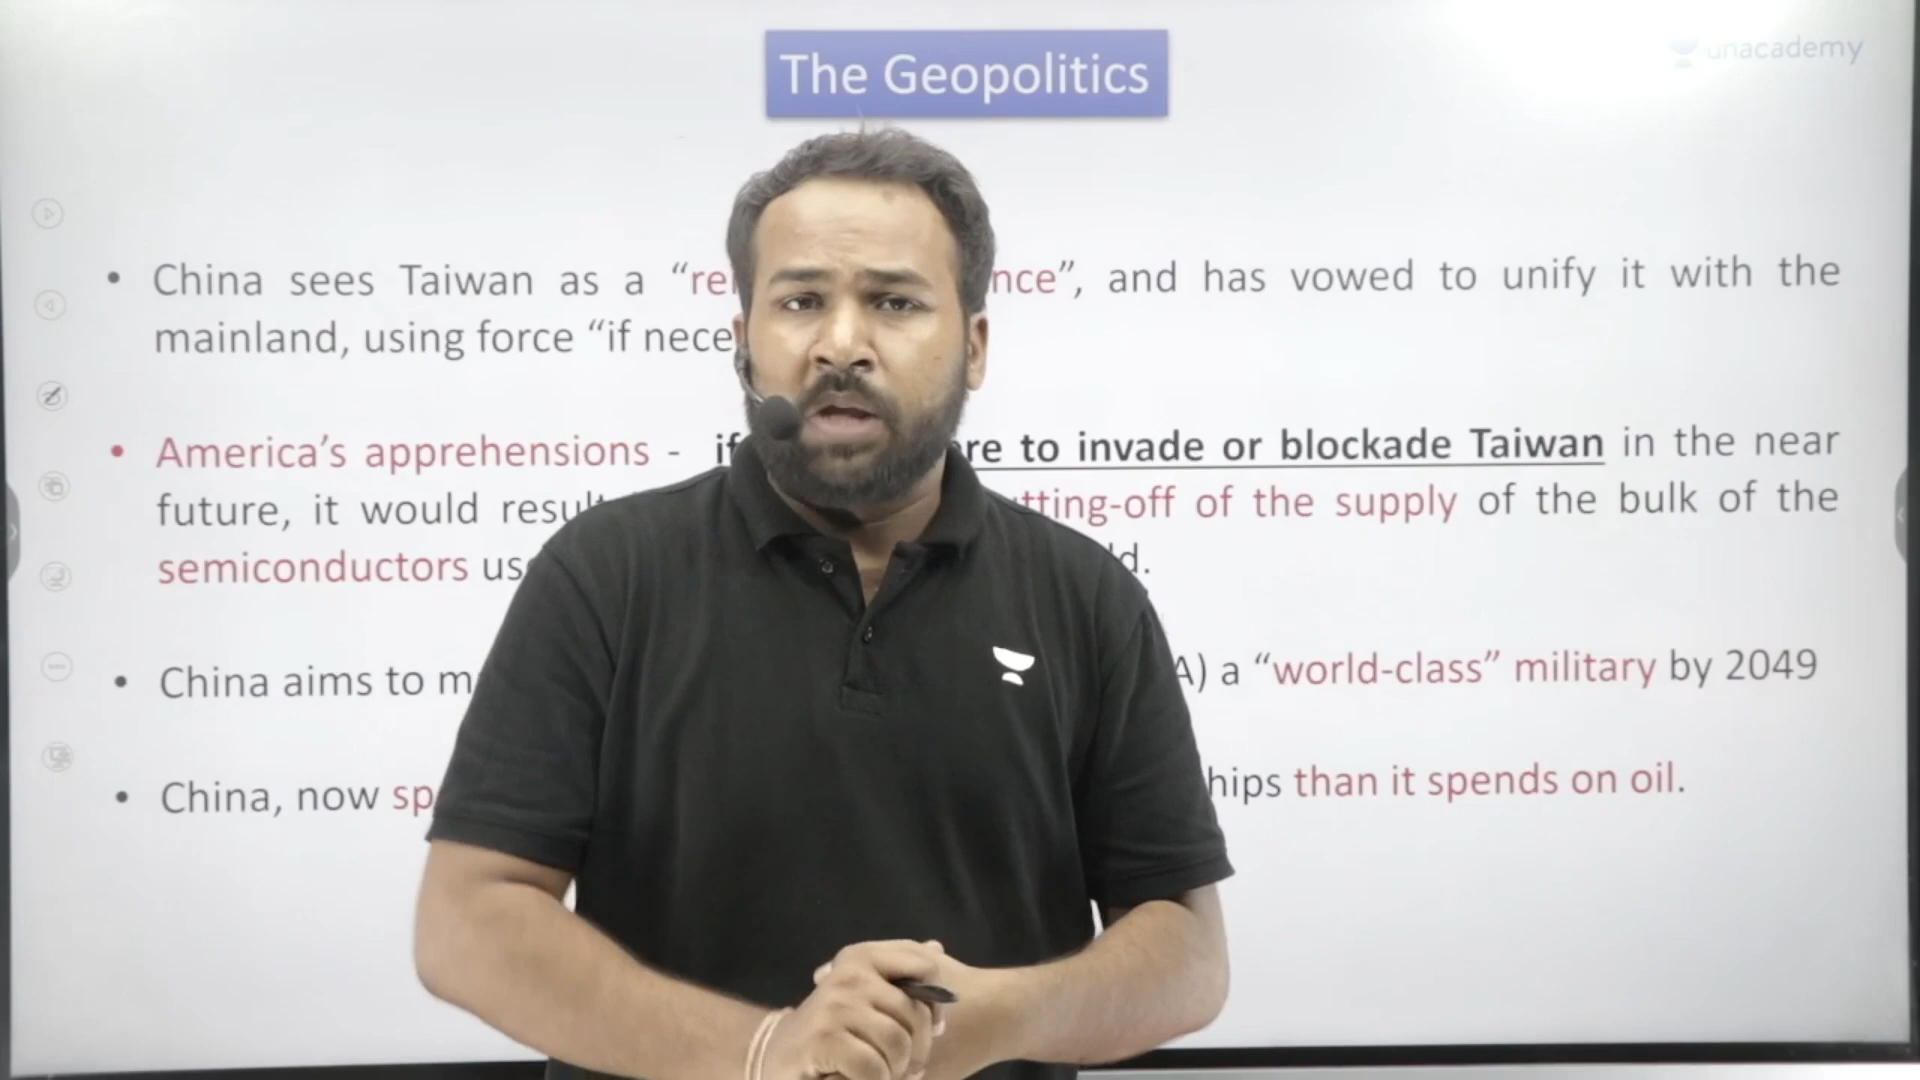 The Geopolitics
unacademy
• China sees Taiwan as a “re nce”, and has vowed to unify it with the
mainland, using force “if nece
• America’s apprehensions - if re to invade or blockade Taiwan in the near
future, it would result tting-off of the supply of the bulk of the
semiconductors us d.
• China aims to m A) a “world-class” military by 2049
• China, now sp hips than it spends on oil.